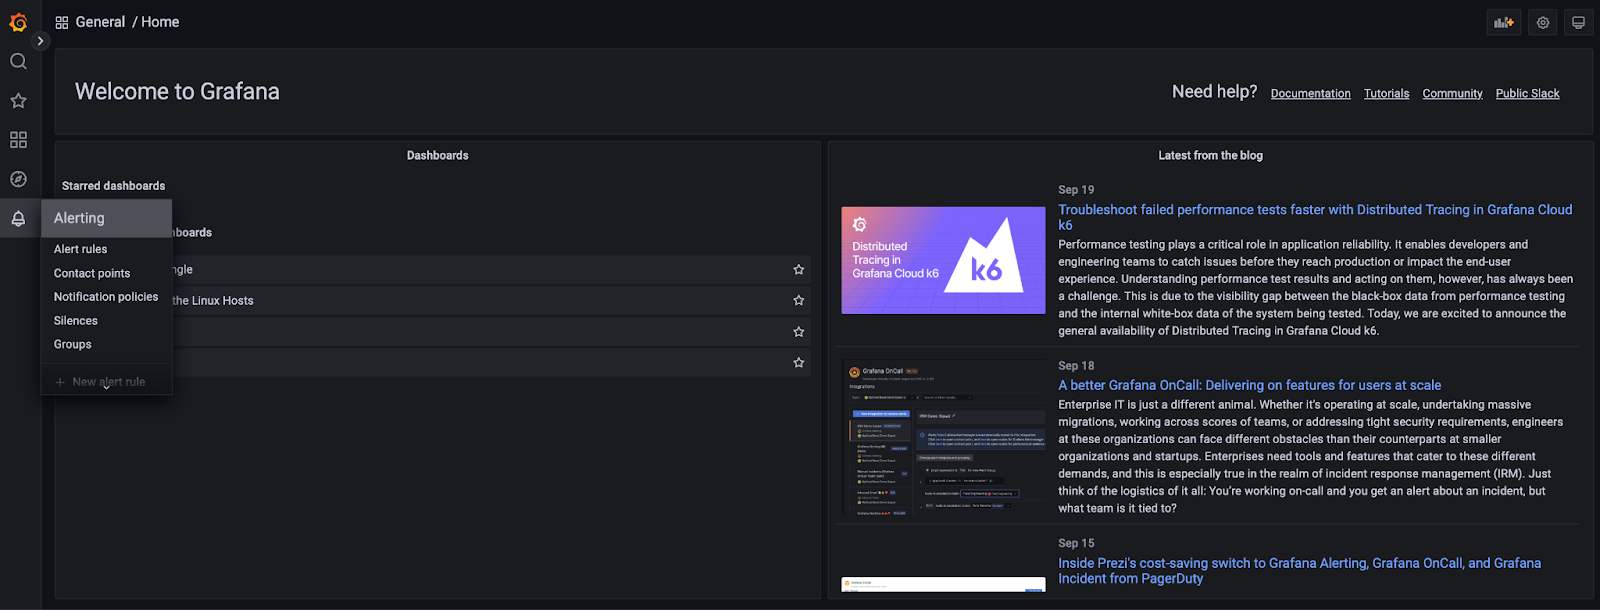 General / Home
Welcome to Grafana
Need help? Documentation Tutorials Community Public Slack
Dashboards
Starred dashboards
Alerting
Alert rules
Contact points
Notification policies
Silences
Groups
+ New alert rule
the Linux Hosts
Latest from the blog
Distributed
Tracing in
Grafana Cloud k6
k6
Sep 19
Troubleshoot failed performance tests faster with Distributed Tracing in Grafana Cloud
k6
Performance testing plays a critical role in application reliability. It enables developers and
engineering teams to catch issues before they reach production or impact the end-user
experience. Understanding performance test results and acting on them, however, has always been
a challenge. This is due to the visibility gap between the black-box data from performance testing
and the internal white-box data of the system being tested. Today, we are excited to announce the
general availability of Distributed Tracing in Grafana Cloud k6.
Grafana OnCall
Integrations
Sep 18
A better Grafana OnCall: Delivering on features for users at scale
Enterprise IT is just a different animal. Whether it's operating at scale, undertaking massive
migrations, working across scores of teams, or addressing tight security requirements, engineers
at these organizations can face different obstacles than their counterparts at smaller
organizations and startups. Enterprises need tools and features that cater to these different
demands, and this is especially true in the realm of incident response management (IRM). Just
think of the logistics of it all: You're working on-call and you get an alert about an incident, but
what team is it tied to?
Sep 15
Inside Prezi's cost-saving switch to Grafana Alerting, Grafana OnCall, and Grafana
Incident from PagerDuty